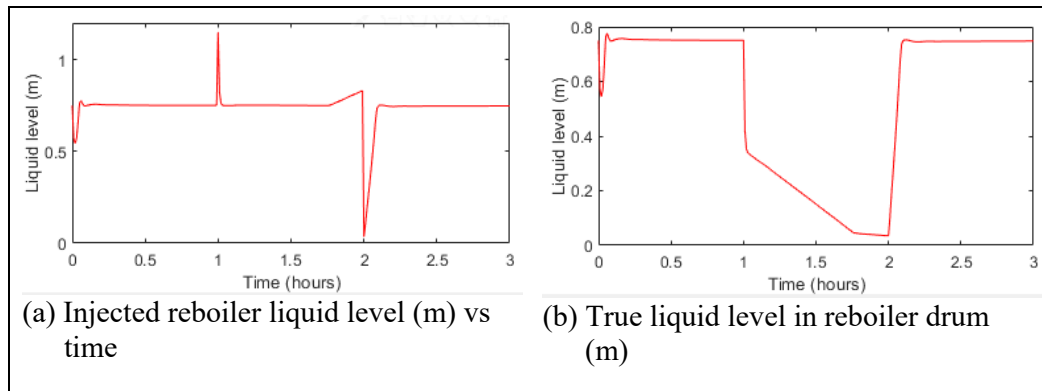 Liquid level (m)
1
0.5
0
0
0.5
1
1.5
2
2.5
3
Time (hours)
(a) Injected reboiler liquid level (m) vs
time
Liquid level (m)
0.8
0.6
0.4
0.2
0
0
0.5
1
1.5
2
2.5
3
Time (hours)
(b) True liquid level in reboiler drum
(m)